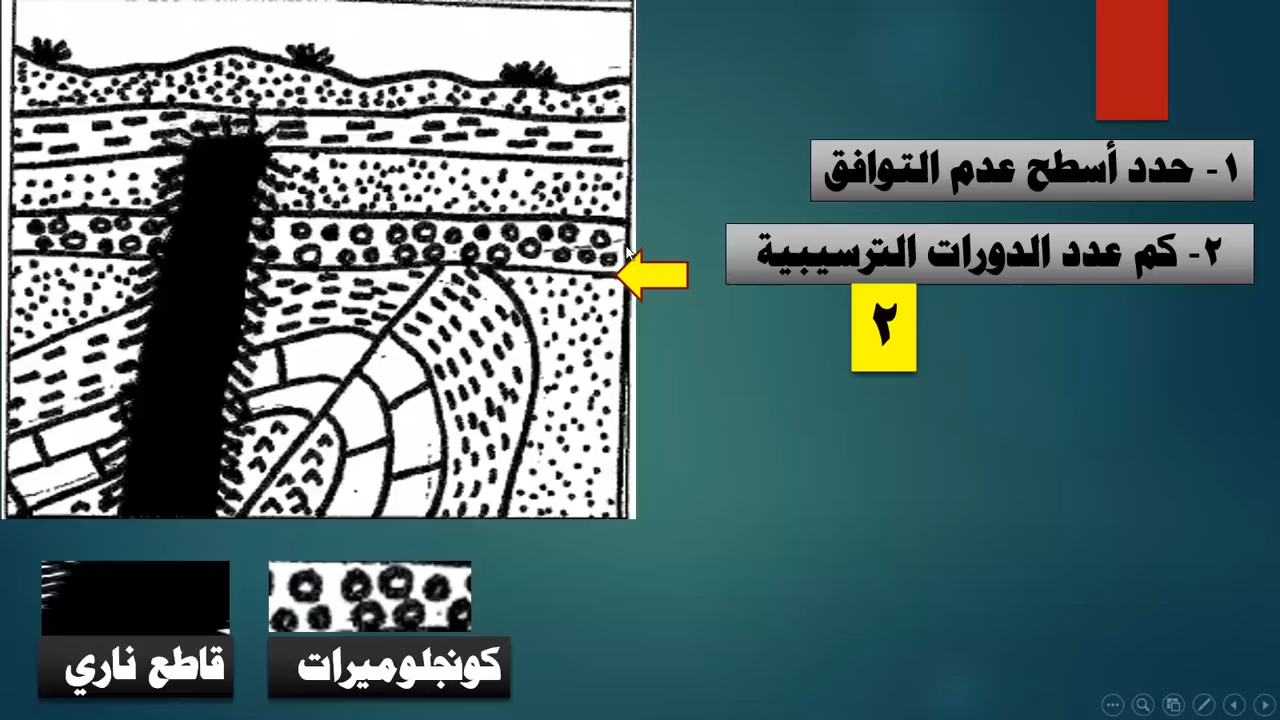 ١- حدد أسطح عدم التوافق
٢- كم عدد الدورات الترسيبية
٢
قاطع ناري
كونجلوميرات